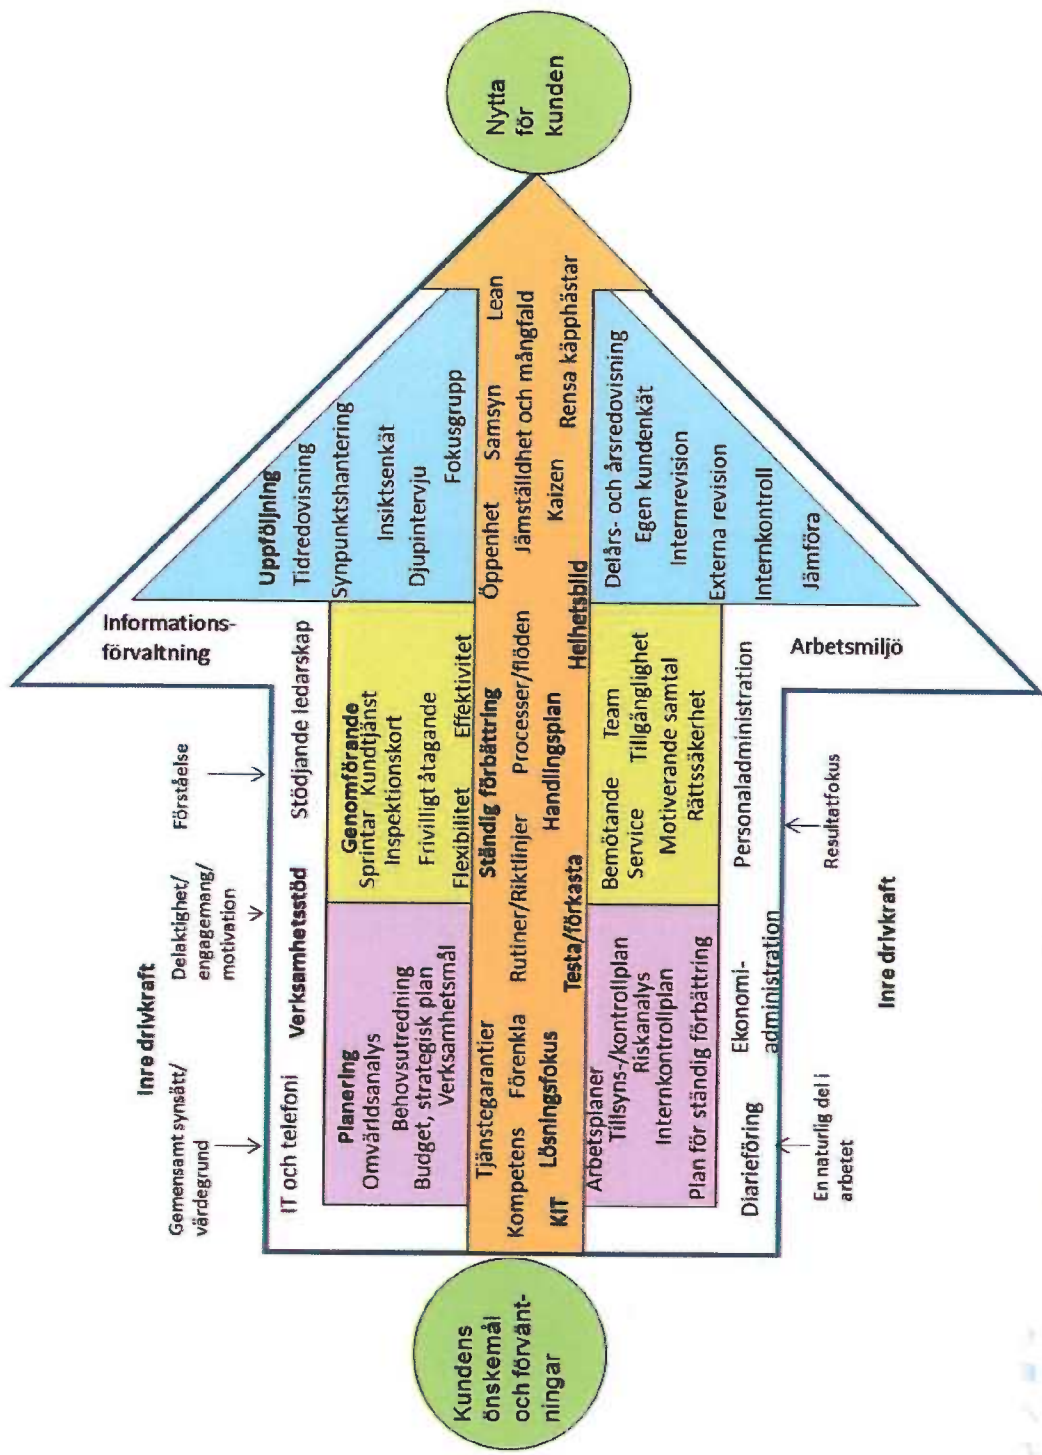 Kundens
önskemål
och förvänt-
ningar
Inre drivkraft
Gemensamt synsätt/
värdegrund
Delaktighet/
engagemang/
motivation
Förståelse
IT och telefoni
Verksamhetsstöd
Stödjande ledarskap
Informations-
förvaltning
Planering
Omvärldsanalys
Behovsutredning
Budget, strategisk plan
Verksamhetsmål
Genomförande
Sprintar Kundtjänst
Inspektionskort
Frivilligt åtagande
Flexibilitet Effektivitet
Uppföljning
Tidredovisning
Synpunktshantering
Insiktsenkät
Djupintervju
Fokusgrupp
Tjänstegarantier Ständig förbättring Öppenhet Samsyn Lean
Kompetens Förenkla Rutiner/Riktlinjer Processer/flöden Jämställdhet och mångfald
KIT Lösningsfokus Testa/förkasta Handlingsplan Helhetsbild Kaizen Rensa käpphästar
Arbetsplaner
Tillsyns-/kontrollplan
Riskanalys
Internkontrollplan
Plan för ständig förbättring
Bemötande Team
Service Tillgänglighet
Motiverande samtal
Rättssäkerhet
Delårs- och årsredovisning
Egen kundenkät
Internrevision
Externa revision
Internkontroll
Jämföra
Diarieföring
Ekonomi-
administration
Personaladministration
Arbetsmiljö
En naturlig del i
arbetet
Resultatfokus
Inre drivkraft
Nytta
för
kunden